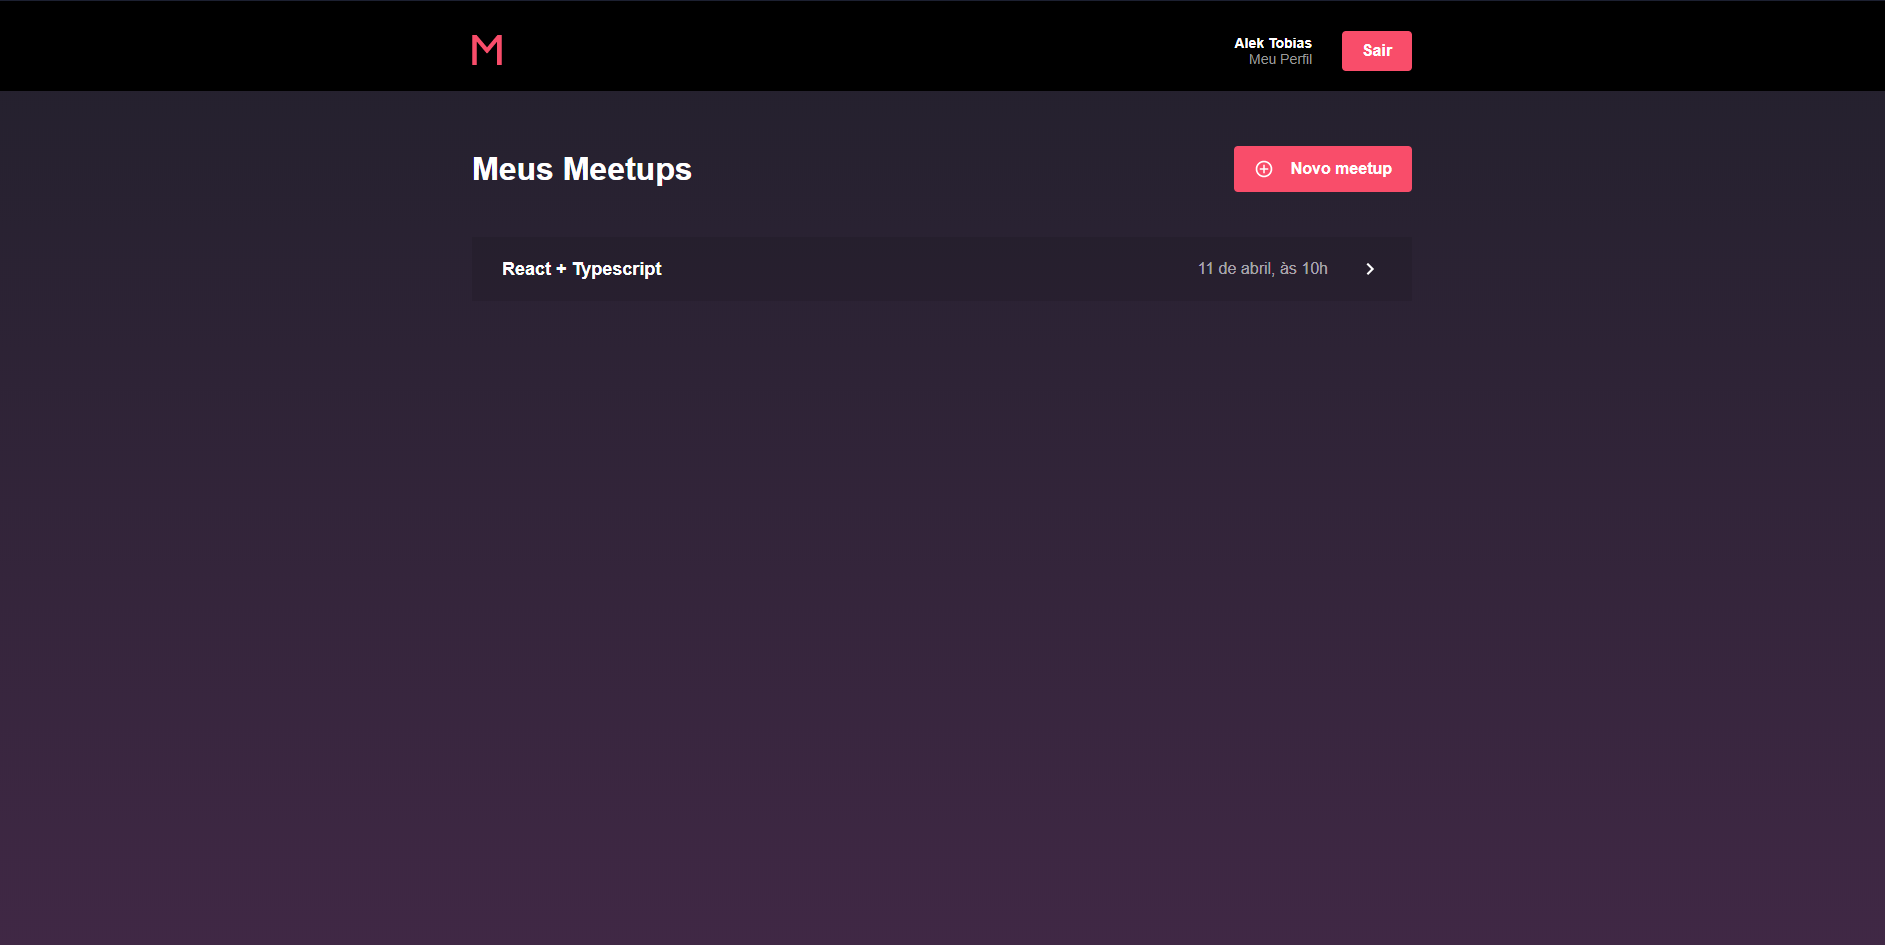 M
Alek Tobias
Meu Perfil
Sair
Meus Meetups
Novo meetup
React + Typescript
11 de abril, às 10h